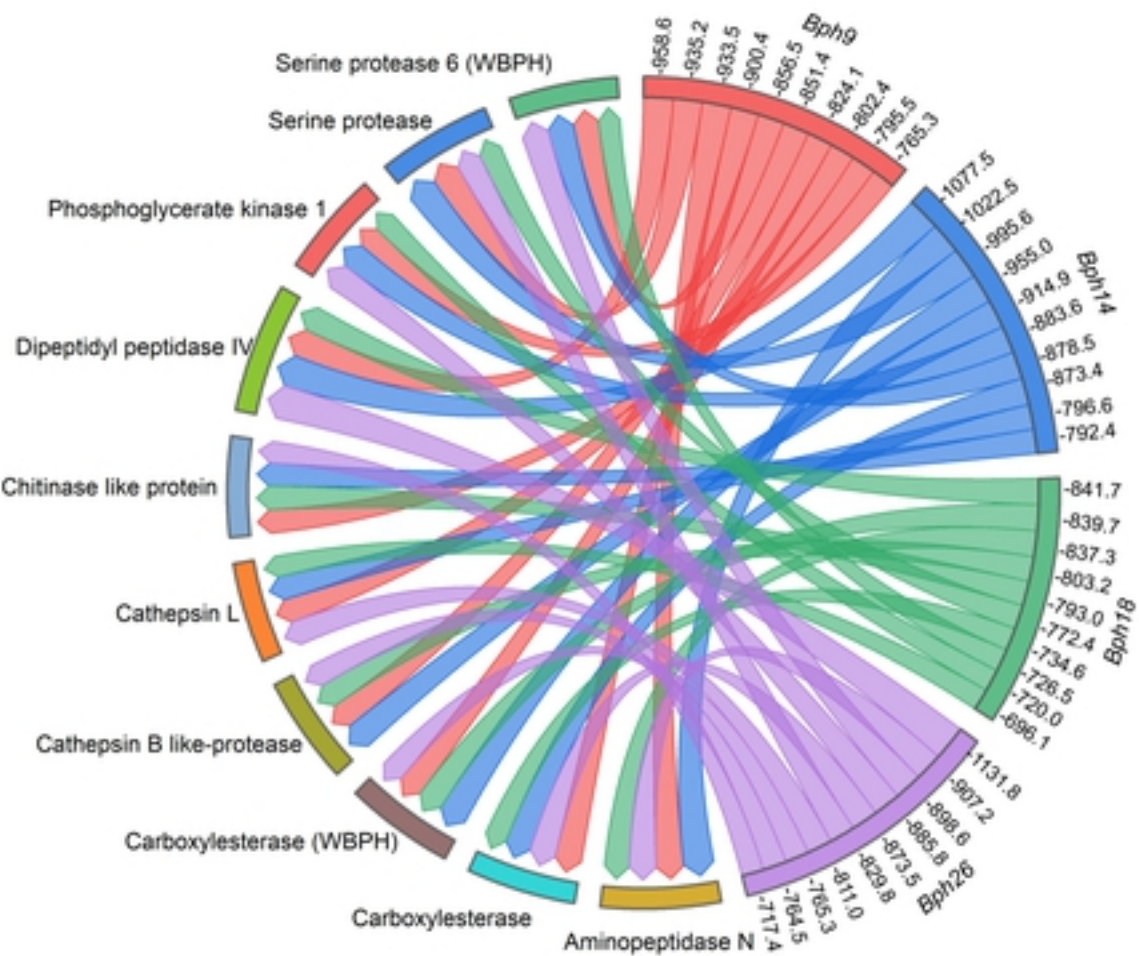 Serine protease 6 (WBPH)
Serine protease
Phosphoglycerate kinase 1
Dipeptidyl peptidase IV
Chitinase like protein
Cathepsin L
Cathepsin B like-protease
Carboxylesterase (WBPH)
Carboxylesterase
Aminopeptidase N
Bph9
-958.6
-935.2
-933.5
-900.4
-856.5
-851.4
-824.1
-802.4
-795.5
-765.3
Bph14
-1077.5
-1022.5
-995.6
-955.0
-914.9
-883.6
-878.5
-873.4
-796.6
-792.4
Bph18
-841.7
-839.7
-837.3
-803.2
-793.0
-772.4
-734.6
-726.5
-720.0
-696.1
Bph26
-1131.8
-907.2
-898.6
-885.8
-873.5
-829.8
-811.0
-765.3
-764.5
-717.4